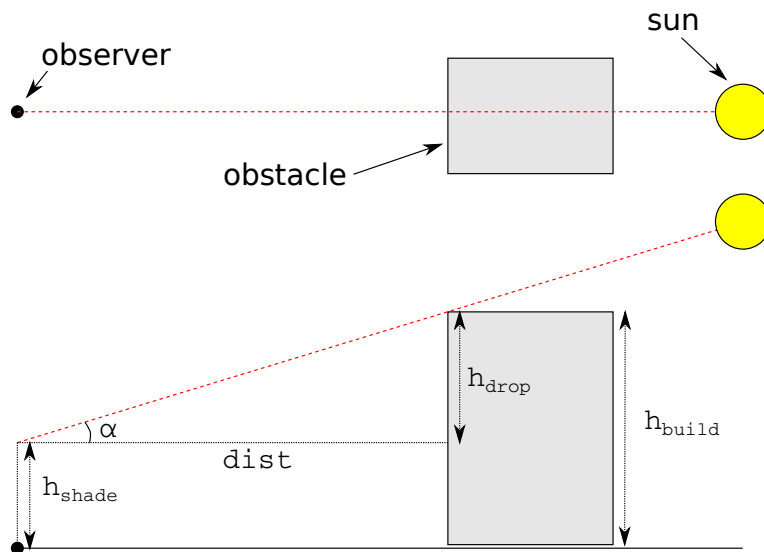 sun
observer
obstacle
h_drop
α
h_build
dist
h_shade